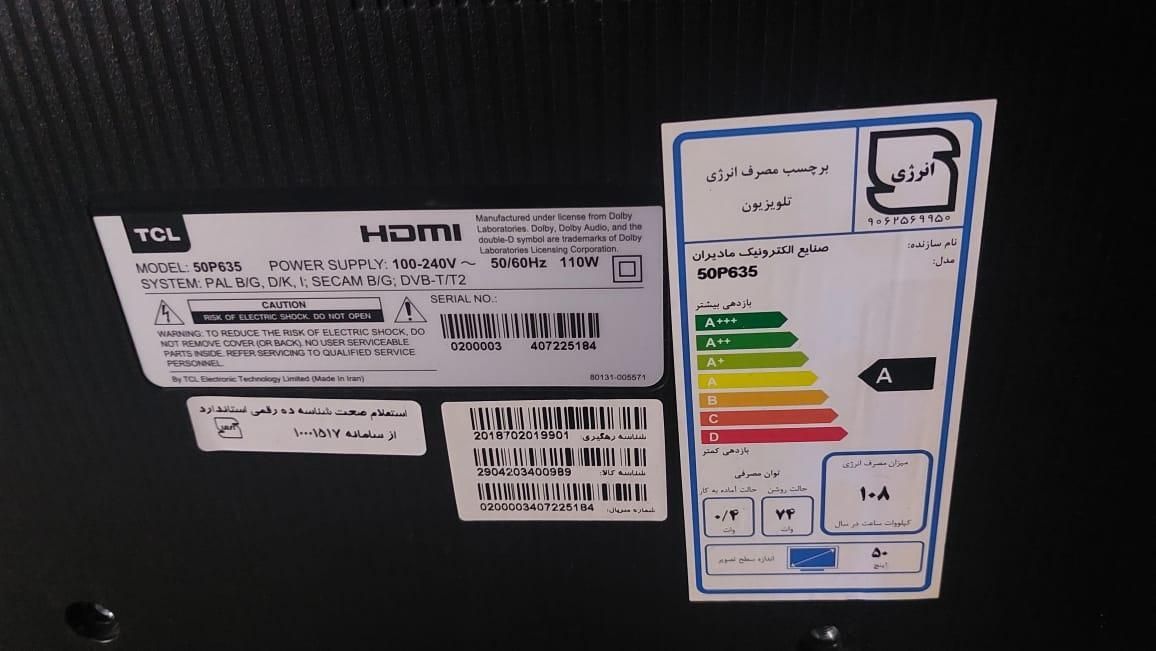 TCL
HDMI
Manufactured under license from Dolby
Laboratories. Dolby, Dolby Audio, and the
double-D symbol are trademarks of Dolby
Laboratories Licensing Corporation.
MODEL: 50P635 POWER SUPPLY: 100-240V ~ 50/60Hz 110W
SYSTEM: PAL B/G, D/K, I; SECAM B/G; DVB-T/T2
CAUTION
RISK OF ELECTRIC SHOCK. DO NOT OPEN
WARNING: TO REDUCE THE RISK OF ELECTRIC SHOCK, DO
NOT REMOVE COVER (OR BACK). NO USER SERVICEABLE
PARTS INSIDE. REFER SERVICING TO QUALIFIED SERVICE
PERSONNEL.
SERIAL NO.:
0200003 407225184
By TCL Electronic Technology Limited (Made in Iran)
80131-005571
استعلام صحت شناسه ده رقمی استاندارد
از سامانه ۱۰۰۰۱۵۱۷
شناسه رهگیری: 2018702019901
شناسه کالا: 2904203400989
شماره سریال: 0200003407225184
برچسب مصرف انرژی
تلویزیون
انرژی
۹۰۶۲۵۶۹۹۵۰
نام سازنده:
صنایع الکترونیک مادیران
مدل:
50P635
بازدهی بیشتر
A+++
A++
A+
A
B
C
D
A
بازدهی کمتر
توان مصرفی
حالت روشن
۷۴
وات
حالت آماده به کار
۰/۴
وات
میزان مصرف انرژی
۱۰۸
کیلووات ساعت در سال
اندازه سطح تصویر
۵۰
اینچ